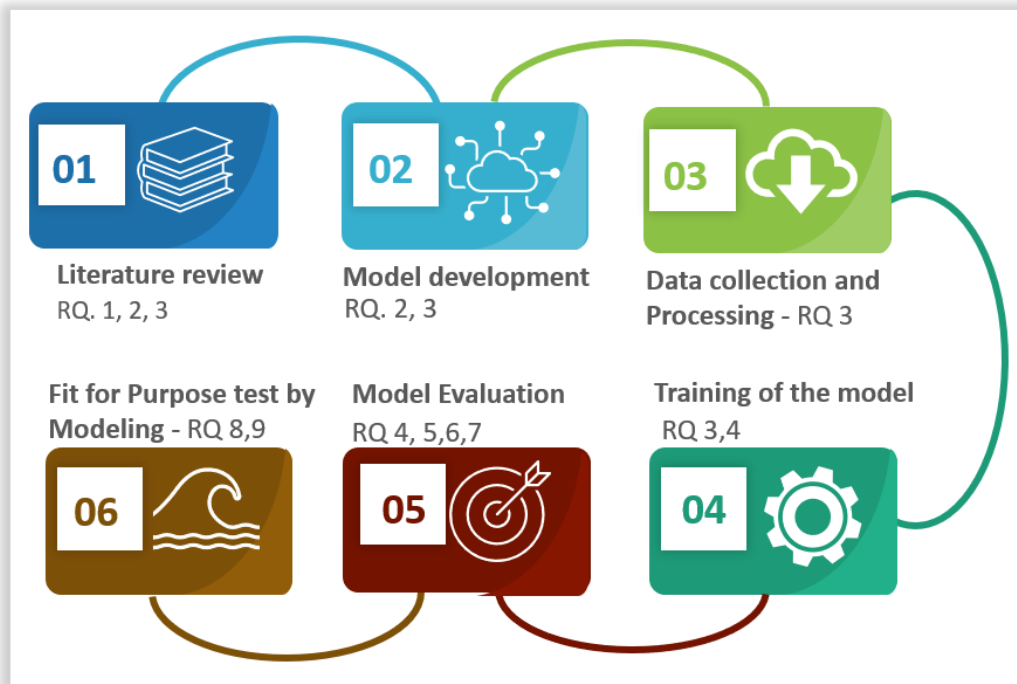 01
Literature review
RQ. 1, 2, 3
02
Model development
RQ. 2, 3
03
Data collection and
Processing - RQ 3
Training of the model
RQ 3,4
04
Model Evaluation
RQ 4, 5,6,7
05
Fit for Purpose test by
Modeling - RQ 8,9
06